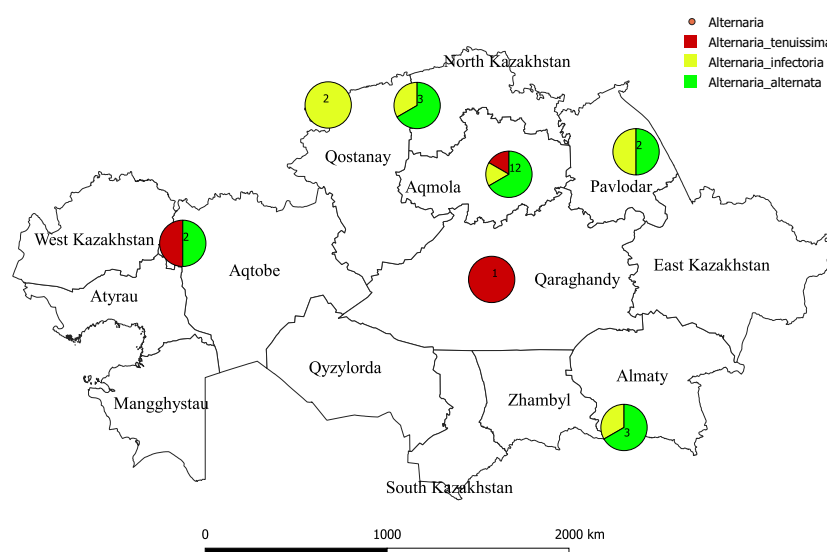 Alternaria
Alternaria_tenuissima
Alternaria_infectoria
Alternaria_alternata
North Kazakhstan
2
3
Qostanay
12
Aqmola
2
Pavlodar
West Kazakhstan
2
Aqtobe
1
Qaraghandy
East Kazakhstan
Atyrau
Qyzylorda
Almaty
Mangghystau
Zhambyl
3
South Kazakhstan
0
1000
2000 km